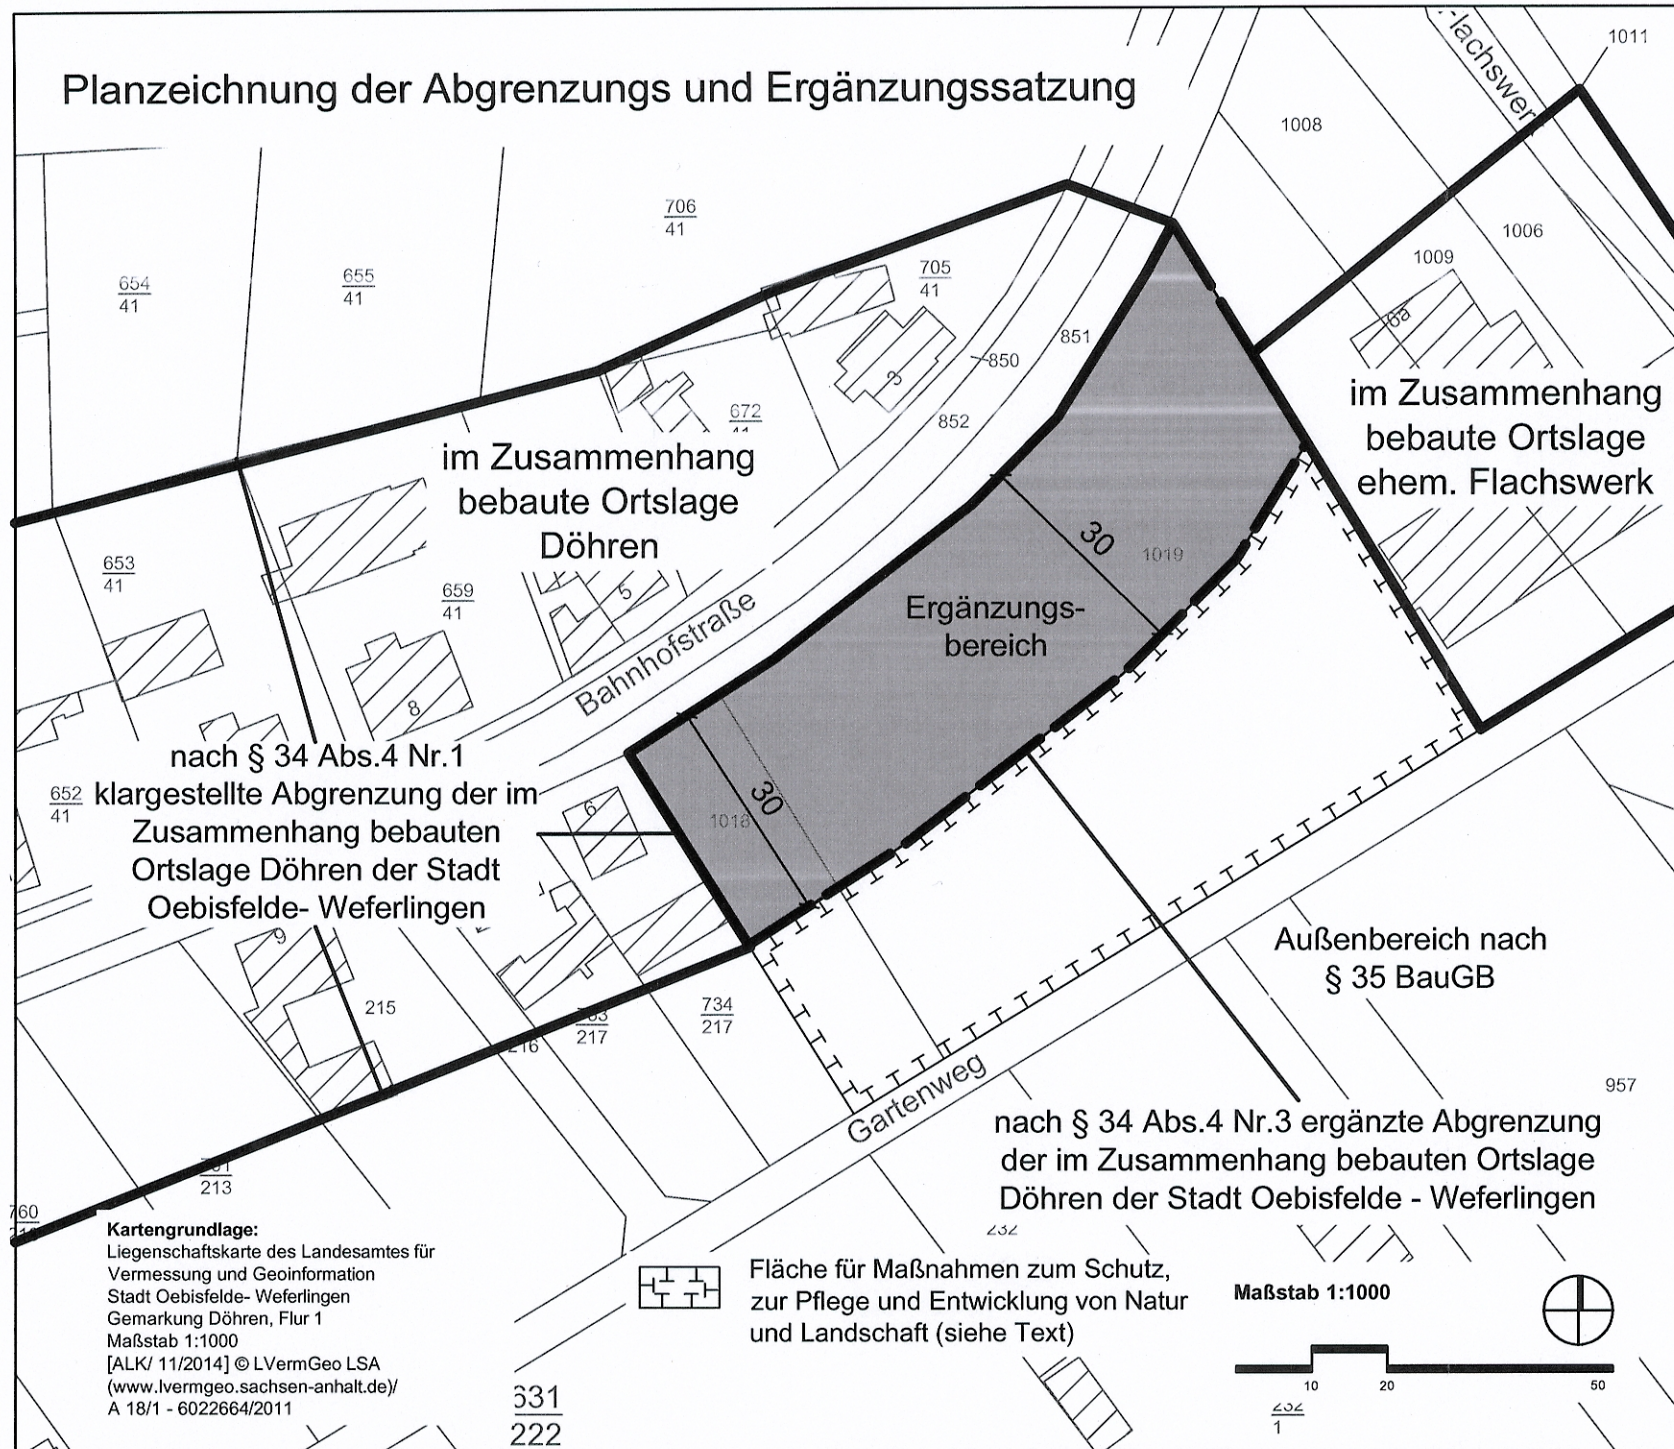 Planzeichnung der Abgrenzungs und Ergänzungssatzung
1011
1008
706
41
1006
1009
705
41
654
41
655
41
6a
851
850
3
672
852
im Zusammenhang
bebaute Ortslage
Döhren
im Zusammenhang
bebaute Ortslage
ehem. Flachswerk
30
1019
653
41
659
41
5
Ergänzungs-
bereich
Bahnhofstraße
8
nach § 34 Abs.4 Nr.1
klargestellte Abgrenzung der im
Zusammenhang bebauten
Ortslage Döhren der Stadt
Oebisfelde- Weferlingen
652
41
6
30
1018
9
215
217
734
217
Außenbereich nach
§ 35 BauGB
Gartenweg
957
nach § 34 Abs.4 Nr.3 ergänzte Abgrenzung
der im Zusammenhang bebauten Ortslage
Döhren der Stadt Oebisfelde - Weferlingen
213
232
Kartengrundlage:
Liegenschaftskarte des Landesamtes für
Vermessung und Geoinformation
Stadt Oebisfelde- Weferlingen
Gemarkung Döhren, Flur 1
Maßstab 1:1000
[ALK/ 11/2014] © LVermGeo LSA
(www.lvermgeo.sachsen-anhalt.de)/
A 18/1 - 6022664/2011
Fläche für Maßnahmen zum Schutz,
zur Pflege und Entwicklung von Natur
und Landschaft (siehe Text)
Maßstab 1:1000
10 20 50
631
222
1